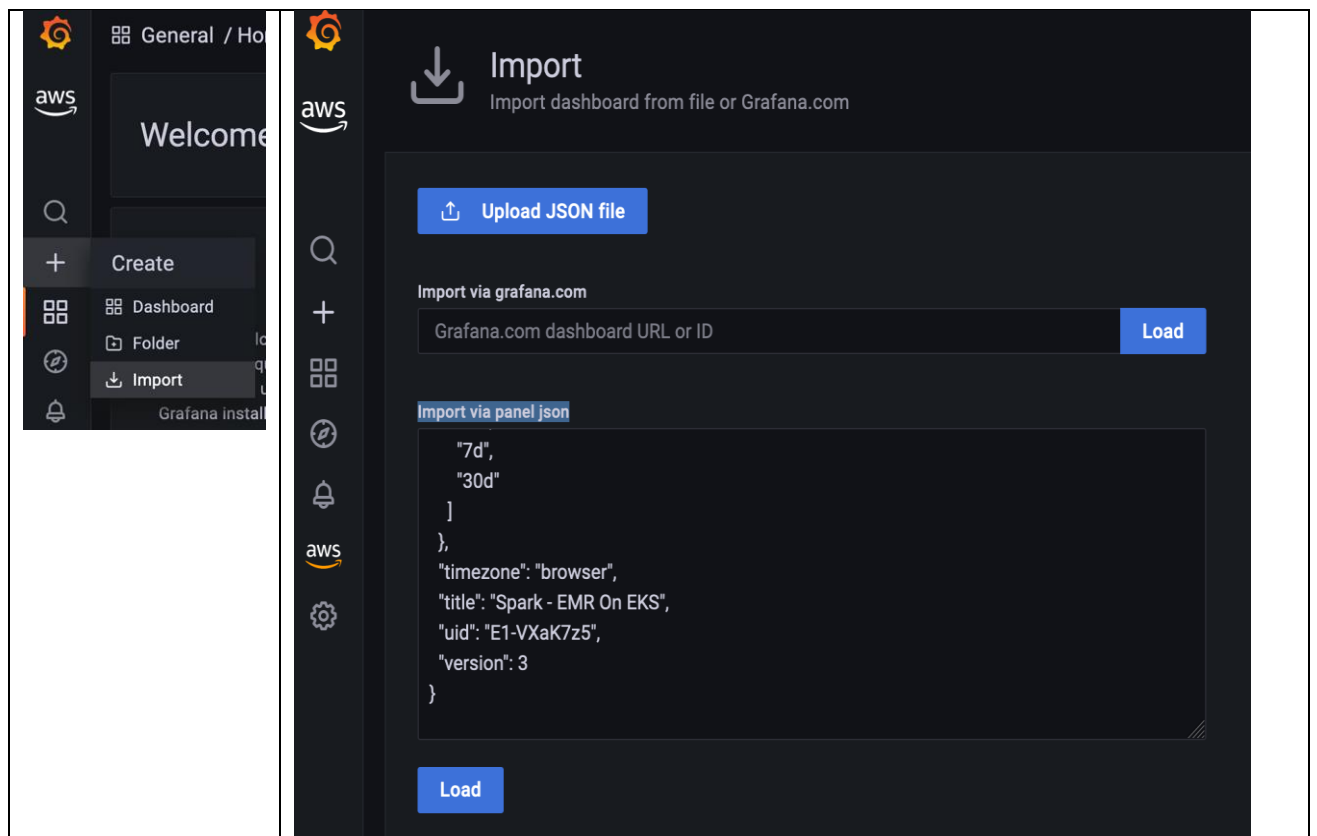 General / Ho
aws
Welcome
Create
Dashboard
Folder
Import
Grafana install
aws
Import
Import dashboard from file or Grafana.com
Upload JSON file
Import via grafana.com
Grafana.com dashboard URL or ID
Load
Import via panel json
"7d",
"30d"
]
},
"timezone": "browser",
"title": "Spark - EMR On EKS",
"uid": "E1-VXaK7z5",
"version": 3
}
aws
Load